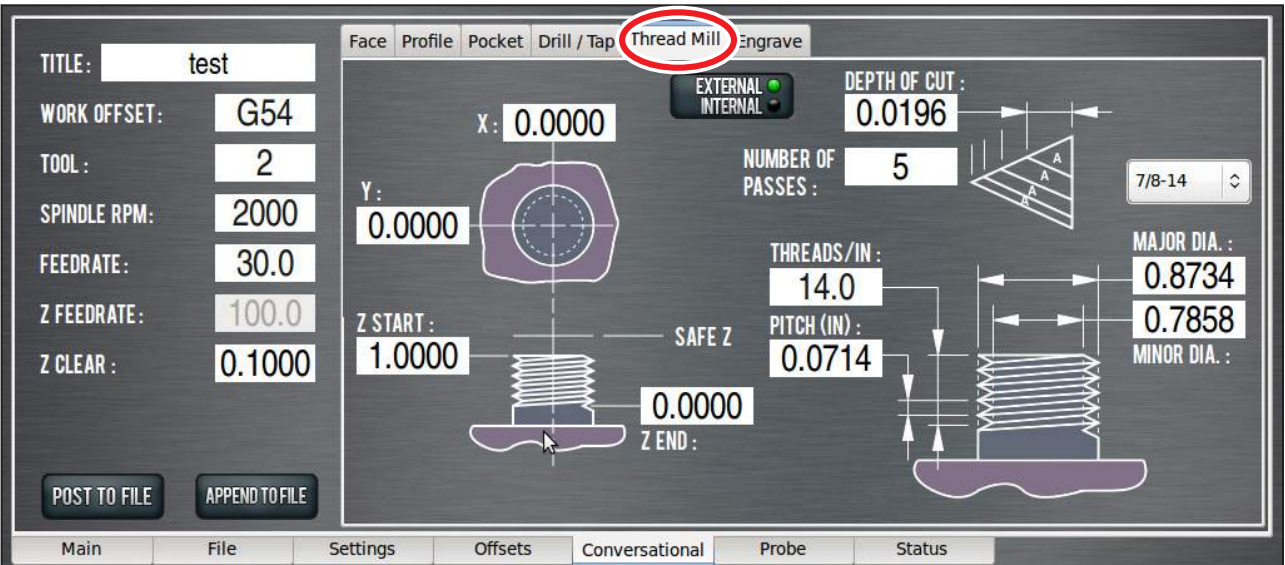 Face Profile Pocket Drill / Tap Thread Mill Engrave
TITLE: test
WORK OFFSET: G54
TOOL: 2
SPINDLE RPM: 2000
FEEDRATE: 30.0
Z FEEDRATE: 100.0
Z CLEAR: 0.1000
POST TO FILE APPEND TO FILE
EXTERNAL
INTERNAL
X: 0.0000
Y:
0.0000
Z START:
1.0000
SAFE Z
0.0000
Z END:
DEPTH OF CUT:
0.0196
NUMBER OF
PASSES: 5
A
A
A
A
7/8-14
THREADS/IN:
14.0
PITCH (IN):
0.0714
MAJOR DIA.:
0.8734
0.7858
MINOR DIA.:
Main File Settings Offsets Conversational Probe Status